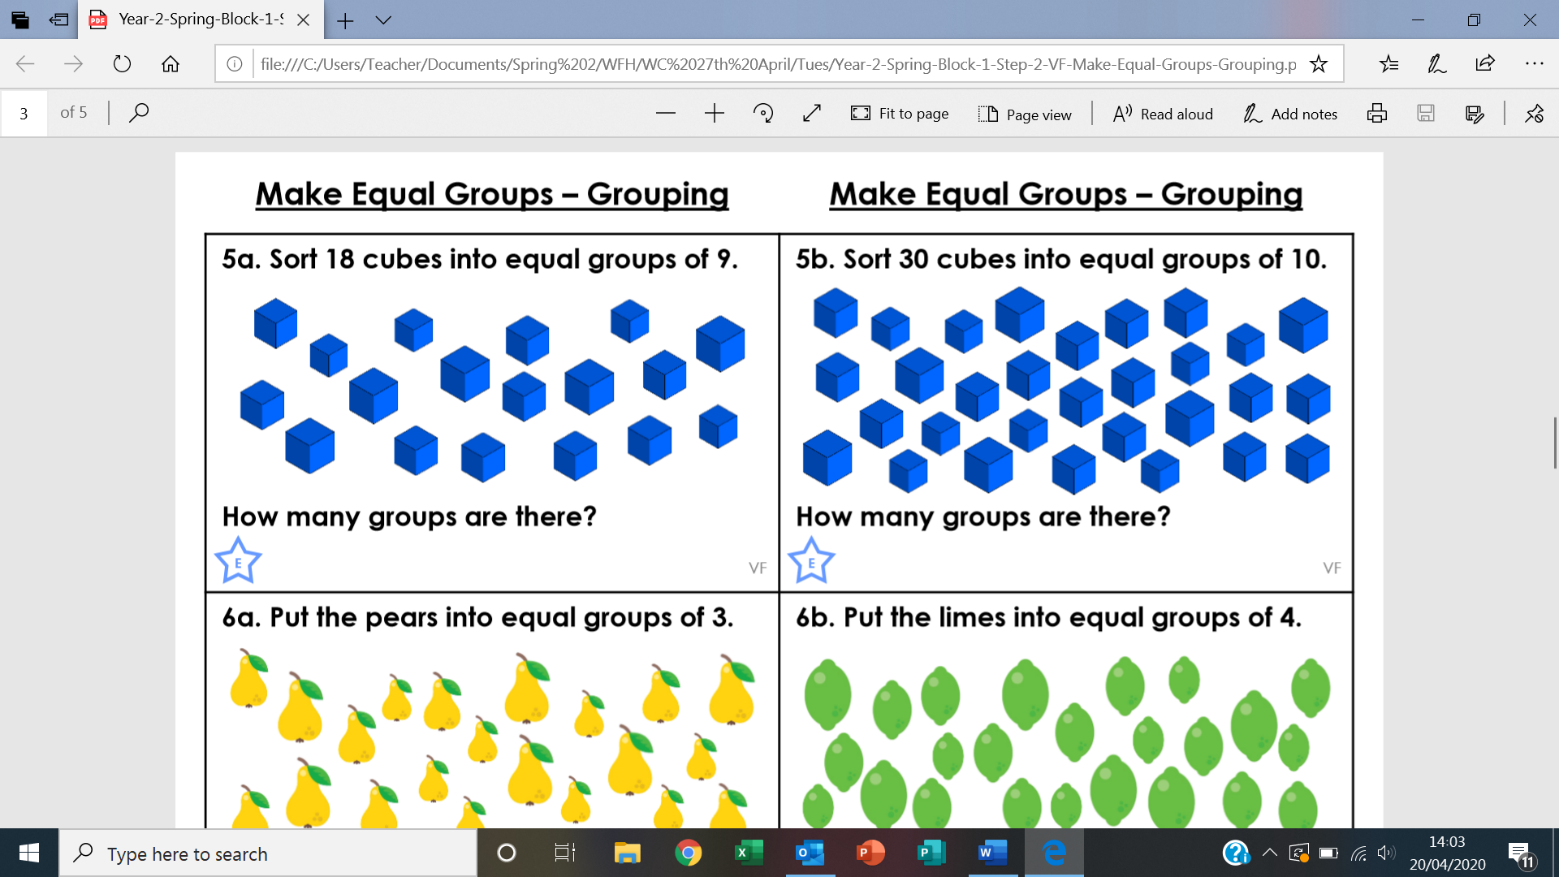 Year-2-Spring-Block-1-S
file:///C:/Users/Teacher/Documents/Spring%202/WFH/WC%2027th%20April/Tues/Year-2-Spring-Block-1-Step-2-VF-Make-Equal-Groups-Grouping.p
3 of 5
Fit to page
Page view
Read aloud
Add notes
Make Equal Groups – Grouping
Make Equal Groups – Grouping
5a. Sort 18 cubes into equal groups of 9.
How many groups are there?
E
VF
5b. Sort 30 cubes into equal groups of 10.
How many groups are there?
E
VF
6a. Put the pears into equal groups of 3.
6b. Put the limes into equal groups of 4.
Type here to search
14:03
20/04/2020
11